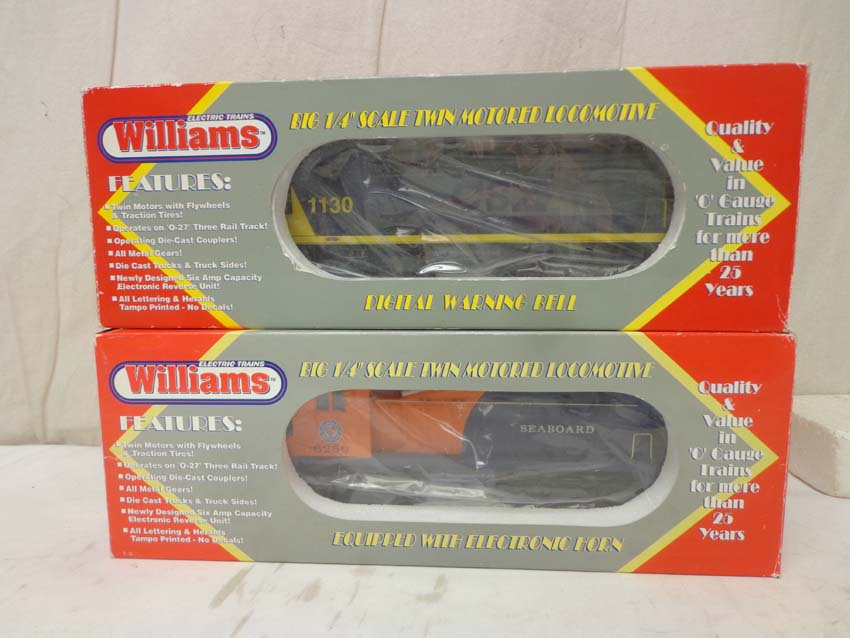 ELECTRIC TRAINS
Williams™
BIG 1/4" SCALE TWIN MOTORED LOCOMOTIVE
FEATURES:
Twin Motors with Flywheels
& Traction Tires!
Operates on 'O-27' Three Rail Track!
Operating Die-Cast Couplers!
All Metal Gears!
Die Cast Trucks & Truck Sides!
Newly Designed Six Amp Capacity
Electronic Reverse Unit!
All Lettering & Heralds
Tampo Printed - No Decals!
1130
DIGITAL WARNING BELL
Quality
&
Value
in
'O' Gauge
Trains
for more
than
25
Years
ELECTRIC TRAINS
Williams™
BIG 1/4" SCALE TWIN MOTORED LOCOMOTIVE
FEATURES:
Twin Motors with Flywheels
& Traction Tires!
Operates on 'O-27' Three Rail Track!
Operating Die-Cast Couplers!
All Metal Gears!
Die Cast Trucks & Truck Sides!
Newly Designed Six Amp Capacity
Electronic Reverse Unit!
All Lettering & Heralds
Tampo Printed - No Decals!
SEABOARD
EQUIPPED WITH ELECTRONIC HORN
Quality
&
Value
in
'O' Gauge
Trains
for more
than
25
Years